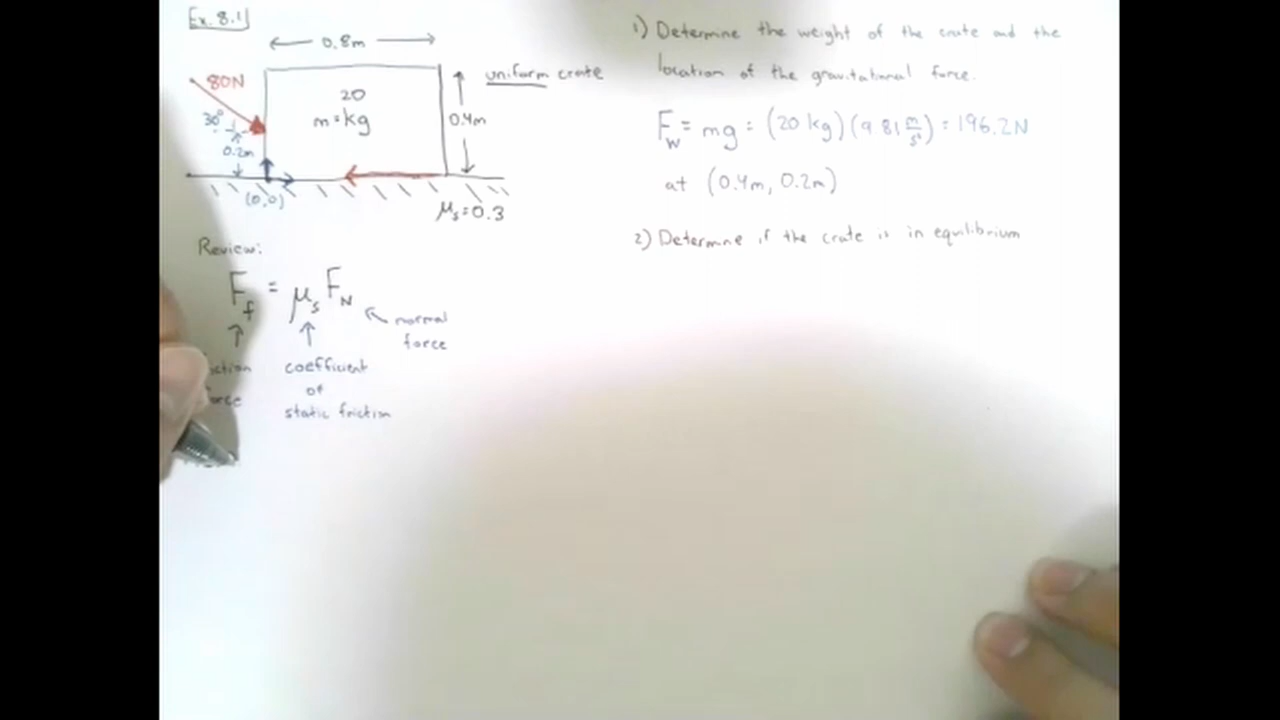 Ex. 8.1
0.8m
80N
30°
0.2m
20
m=kg
0.4m
uniform crate
(0,0)
μs=0.3
Review:
Ff = μs FN
normal
force
coefficient
of
static friction
1) Determine the weight of the crate and the
location of the gravitational force.
Fw = mg = (20 kg)(9.81 m/s²) = 196.2N
at (0.4m, 0.2m)
2) Determine if the crate is in equilibrium